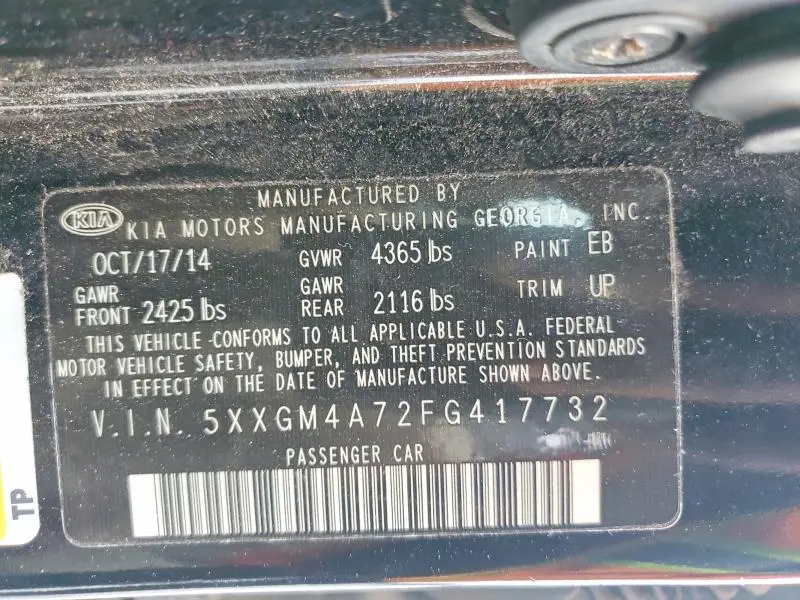 MANUFACTURED BY
KIA KIA MOTORS MANUFACTURING GEORGIA, INC.
OCT/17/14 GVWR 4365 lbs PAINT EB
GAWR FRONT 2425 lbs GAWR REAR 2116 lbs TRIM UP
THIS VEHICLE CONFORMS TO ALL APPLICABLE U.S.A. FEDERAL
MOTOR VEHICLE SAFETY, BUMPER, AND THEFT PREVENTION STANDARDS
IN EFFECT ON THE DATE OF MANUFACTURE SHOWN ABOVE.
V.I.N. 5XXGM4A72FG417732
PASSENGER CAR
TP